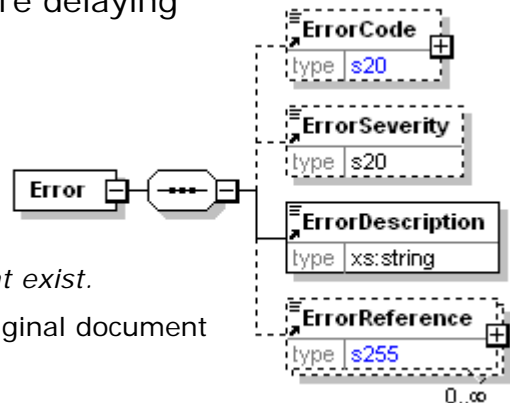 re delaying
ErrorCode
type s20
ErrorSeverity
type s20
Error
ErrorDescription
type xs:string
t exist.
ginal document
ErrorReference
type s255
0..∞